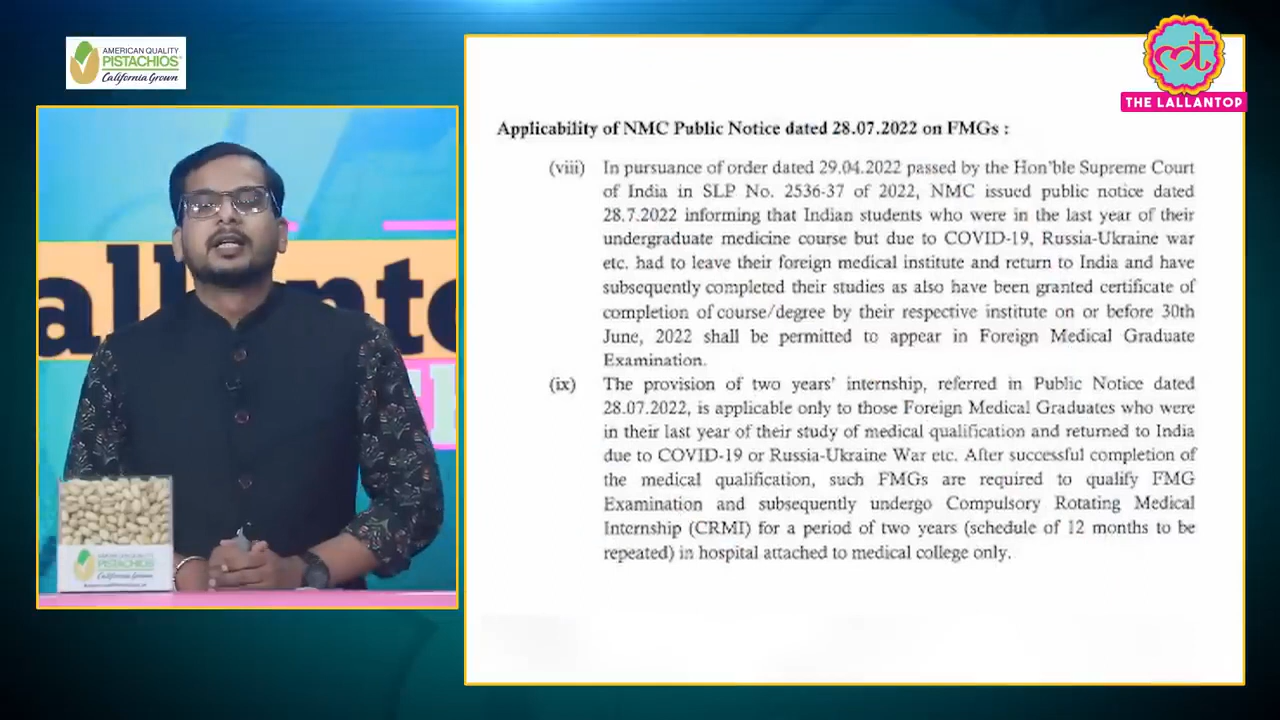 AMERICAN QUALITY
PISTACHIOS
California Grown
mt
THE LALLANTOP
Applicability of NMC Public Notice dated 28.07.2022 on FMGs :
(viii) In pursuance of order dated 29.04.2022 passed by the Hon'ble Supreme Court
of India in SLP No. 2536-37 of 2022, NMC issued public notice dated
28.7.2022 informing that Indian students who were in the last year of their
undergraduate medicine course but due to COVID-19, Russia-Ukraine war
etc. had to leave their foreign medical institute and return to India and have
subsequently completed their studies as also have been granted certificate of
completion of course/degree by their respective institute on or before 30th
June, 2022 shall be permitted to appear in Foreign Medical Graduate
Examination.
(ix) The provision of two years' internship, referred in Public Notice dated
28.07.2022, is applicable only to those Foreign Medical Graduates who were
in their last year of their study of medical qualification and returned to India
due to COVID-19 or Russia-Ukraine War etc. After successful completion of
the medical qualification, such FMGs are required to qualify FMG
Examination and subsequently undergo Compulsory Rotating Medical
Internship (CRMI) for a period of two years (schedule of 12 months to be
repeated) in hospital attached to medical college only.
AMERICAN QUALITY
PISTACHIOS
California Grown